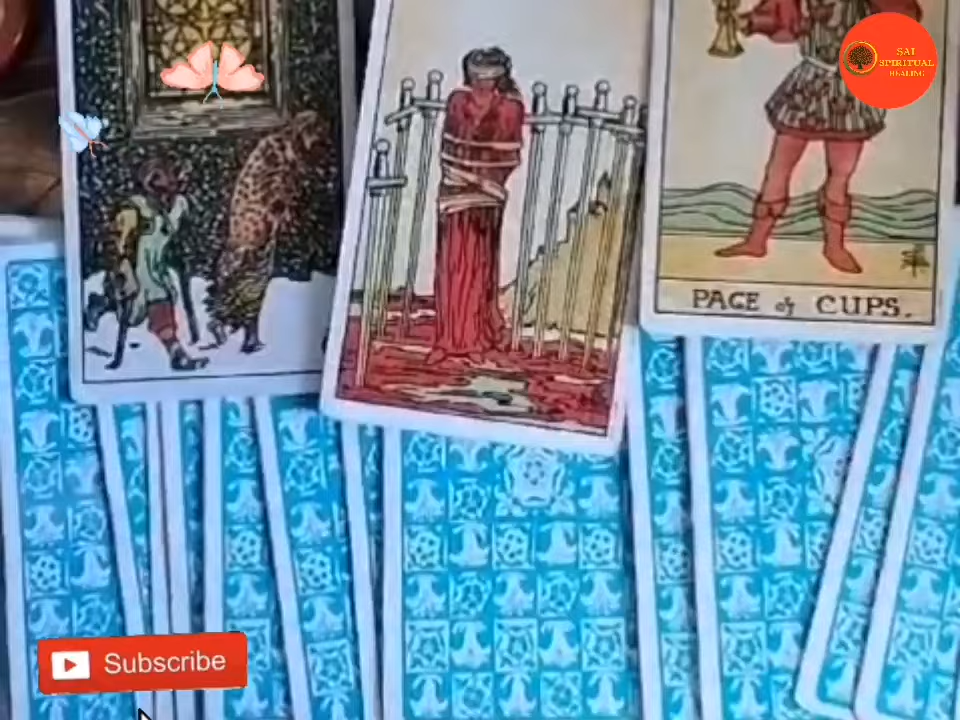 SAI
SPIRITUAL
HEALING
PAGE of CUPS.
Subscribe